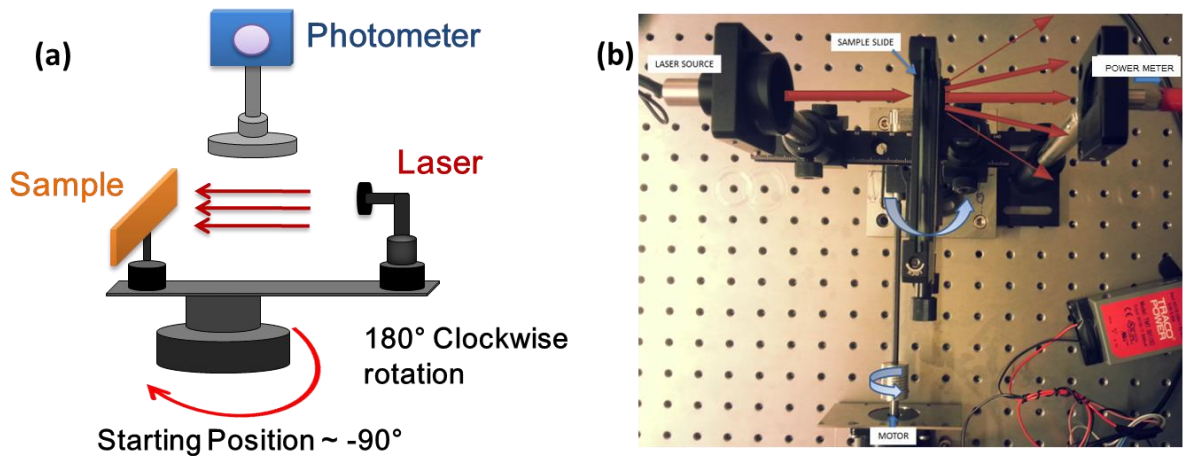 (a)
Photometer
Sample
Laser
180° Clockwise
rotation
Starting Position ~ -90°
(b)
LASER SOURCE
SAMPLE SLIDE
POWER METER
MOTOR
TRACO
POWER